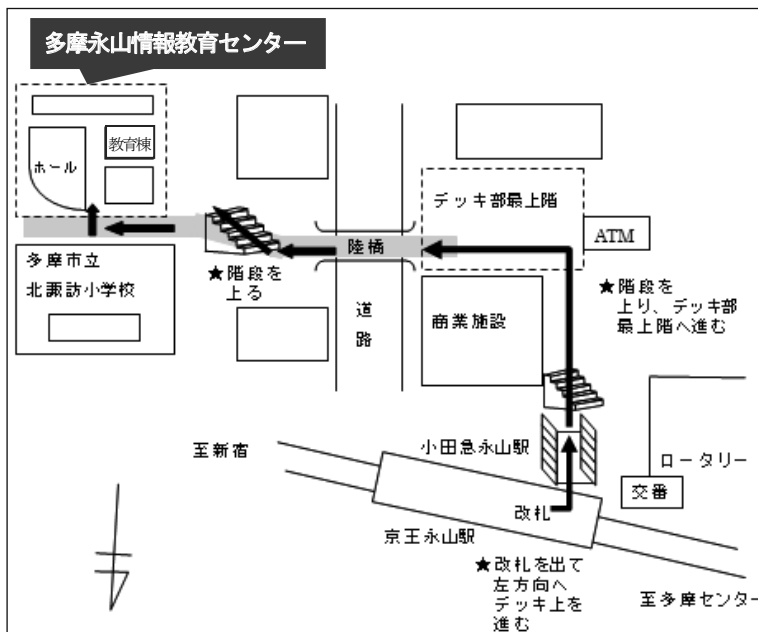 多摩永山情報教育センター
教育棟
ホール
デッキ部最上階
ATM
陸橋
多摩市立
北諏訪小学校
★階段を
上る
★階段を
上り、デッキ部
最上階へ進む
道
路
商業施設
至新宿
小田急永山駅
ロータリー
交番
改札
京王永山駅
★改札を出て
左方向へ
デッキ上を
進む
至多摩センター